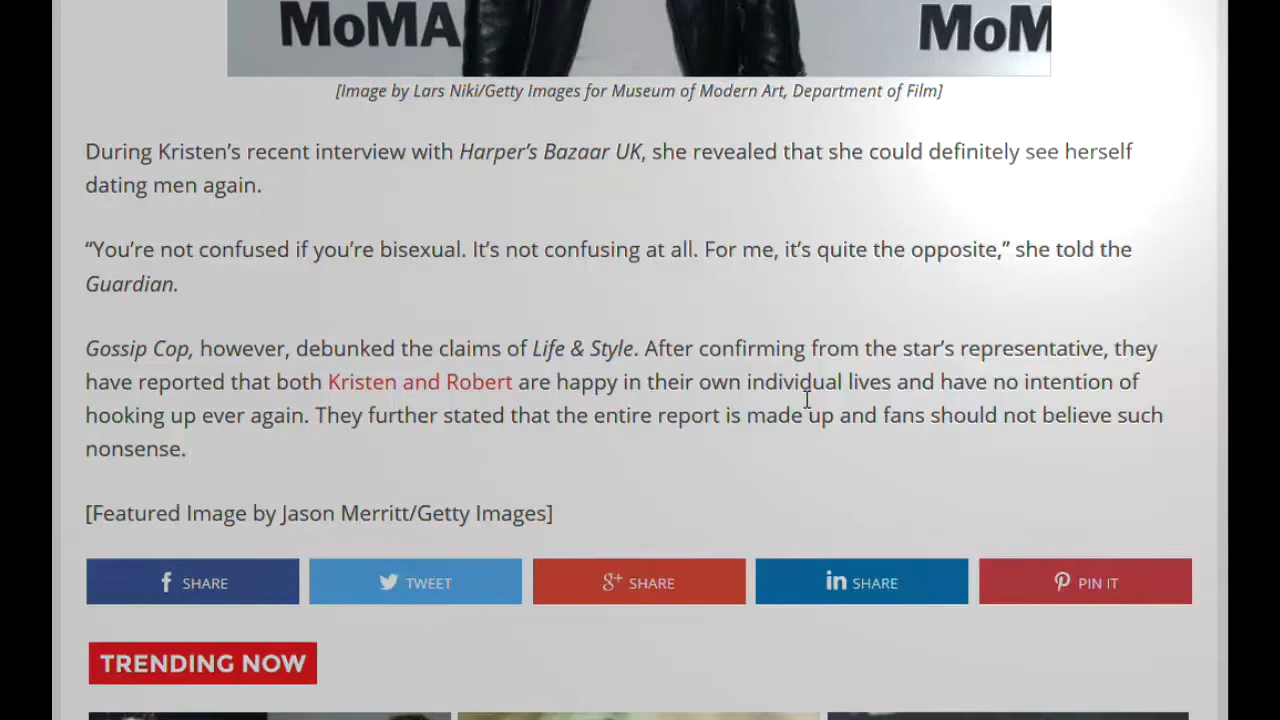 MoMA
MoM
[Image by Lars Niki/Getty Images for Museum of Modern Art, Department of Film]
During Kristen's recent interview with Harper's Bazaar UK, she revealed that she could definitely see herself
dating men again.
“You're not confused if you're bisexual. It's not confusing at all. For me, it's quite the opposite,” she told the
Guardian.
Gossip Cop, however, debunked the claims of Life & Style. After confirming from the star's representative, they
have reported that both Kristen and Robert are happy in their own individual lives and have no intention of
hooking up ever again. They further stated that the entire report is made up and fans should not believe such
nonsense.
[Featured Image by Jason Merritt/Getty Images]
f SHARE
TWEET
g+ SHARE
in SHARE
PIN IT
TRENDING NOW